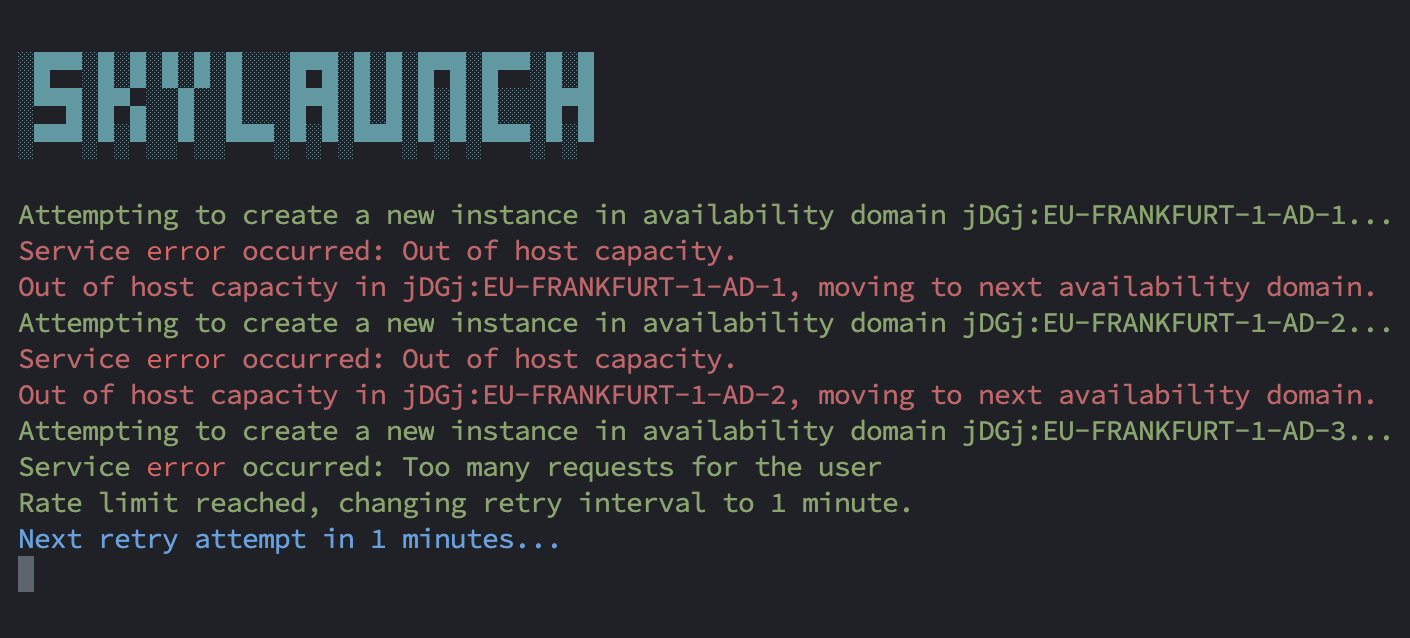 SKYLAUNCH
Attempting to create a new instance in availability domain jDGj:EU-FRANKFURT-1-AD-1...
Service error occurred: Out of host capacity.
Out of host capacity in jDGj:EU-FRANKFURT-1-AD-1, moving to next availability domain.
Attempting to create a new instance in availability domain jDGj:EU-FRANKFURT-1-AD-2...
Service error occurred: Out of host capacity.
Out of host capacity in jDGj:EU-FRANKFURT-1-AD-2, moving to next availability domain.
Attempting to create a new instance in availability domain jDGj:EU-FRANKFURT-1-AD-3...
Service error occurred: Too many requests for the user
Rate limit reached, changing retry interval to 1 minute.
Next retry attempt in 1 minutes...